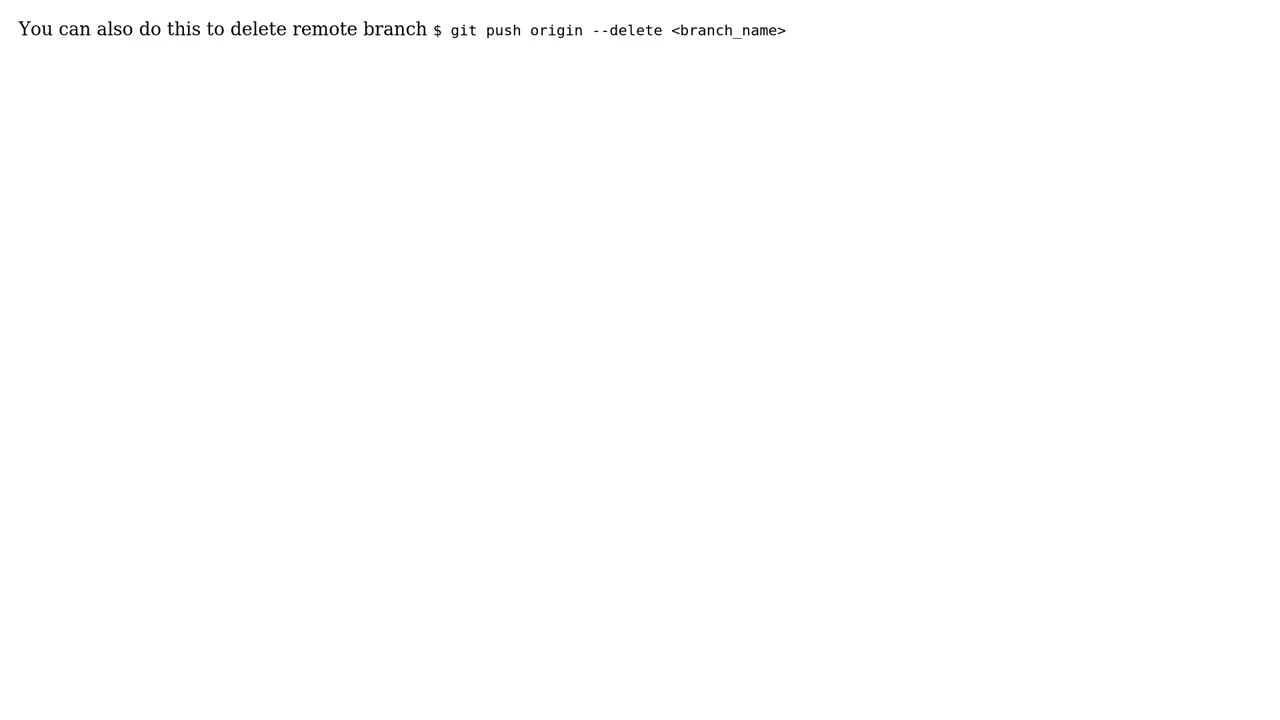 You can also do this to delete remote branch $ git push origin --delete <branch_name>